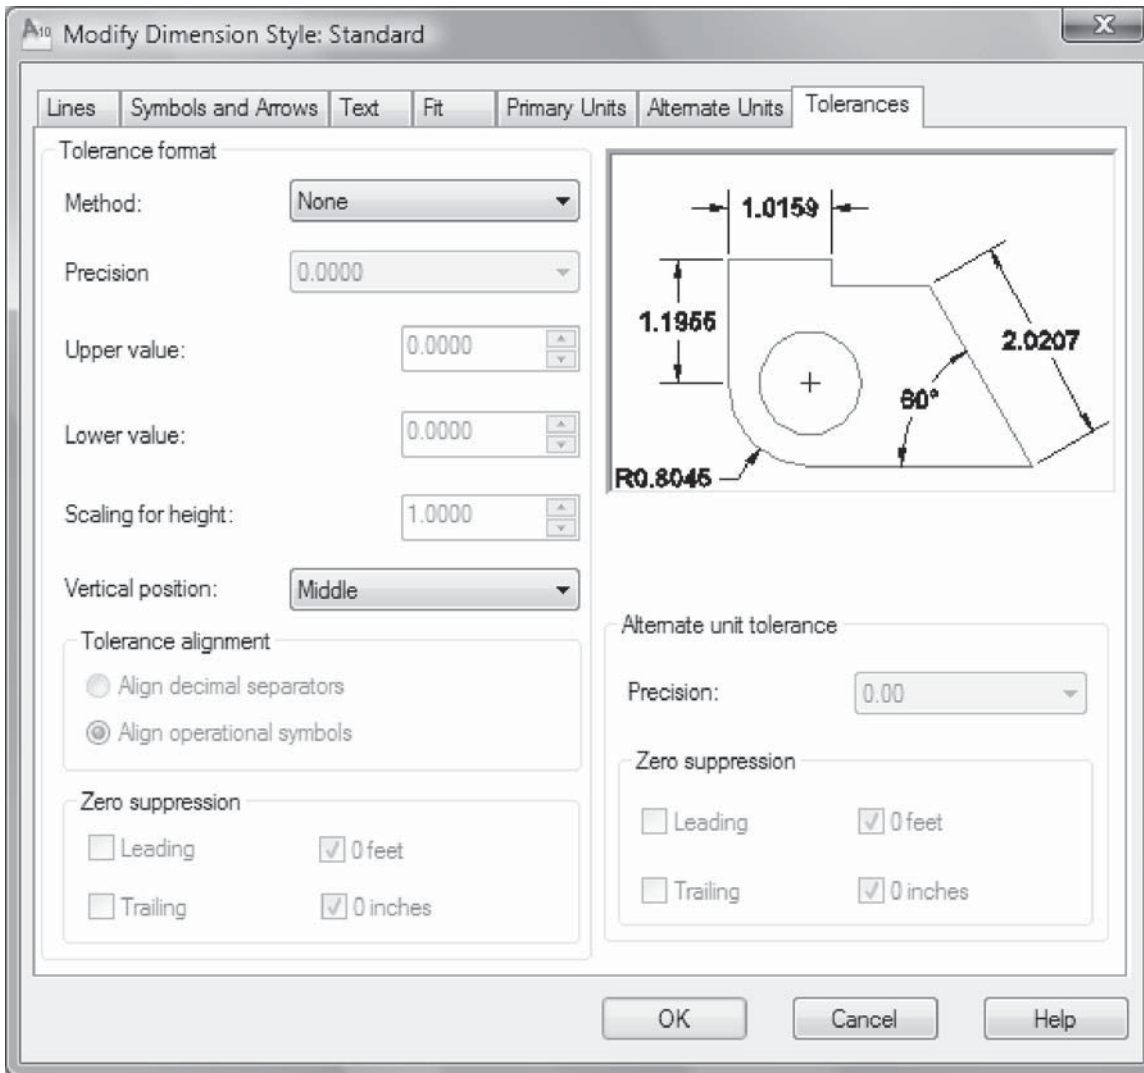 A10 Modify Dimension Style: Standard
Lines Symbols and Arrows Text Fit Primary Units Alternate Units Tolerances
Tolerance format
Method: None
Precision 0.0000
Upper value: 0.0000
Lower value: 0.0000
Scaling for height: 1.0000
Vertical position: Middle
Tolerance alignment
Align decimal separators
Align operational symbols
Zero suppression
Leading 0 feet
Trailing 0 inches
1.0159
1.1955
2.0207
60°
R0.8045
Alternate unit tolerance
Precision: 0.00
Zero suppression
Leading 0 feet
Trailing 0 inches
OK Cancel Help